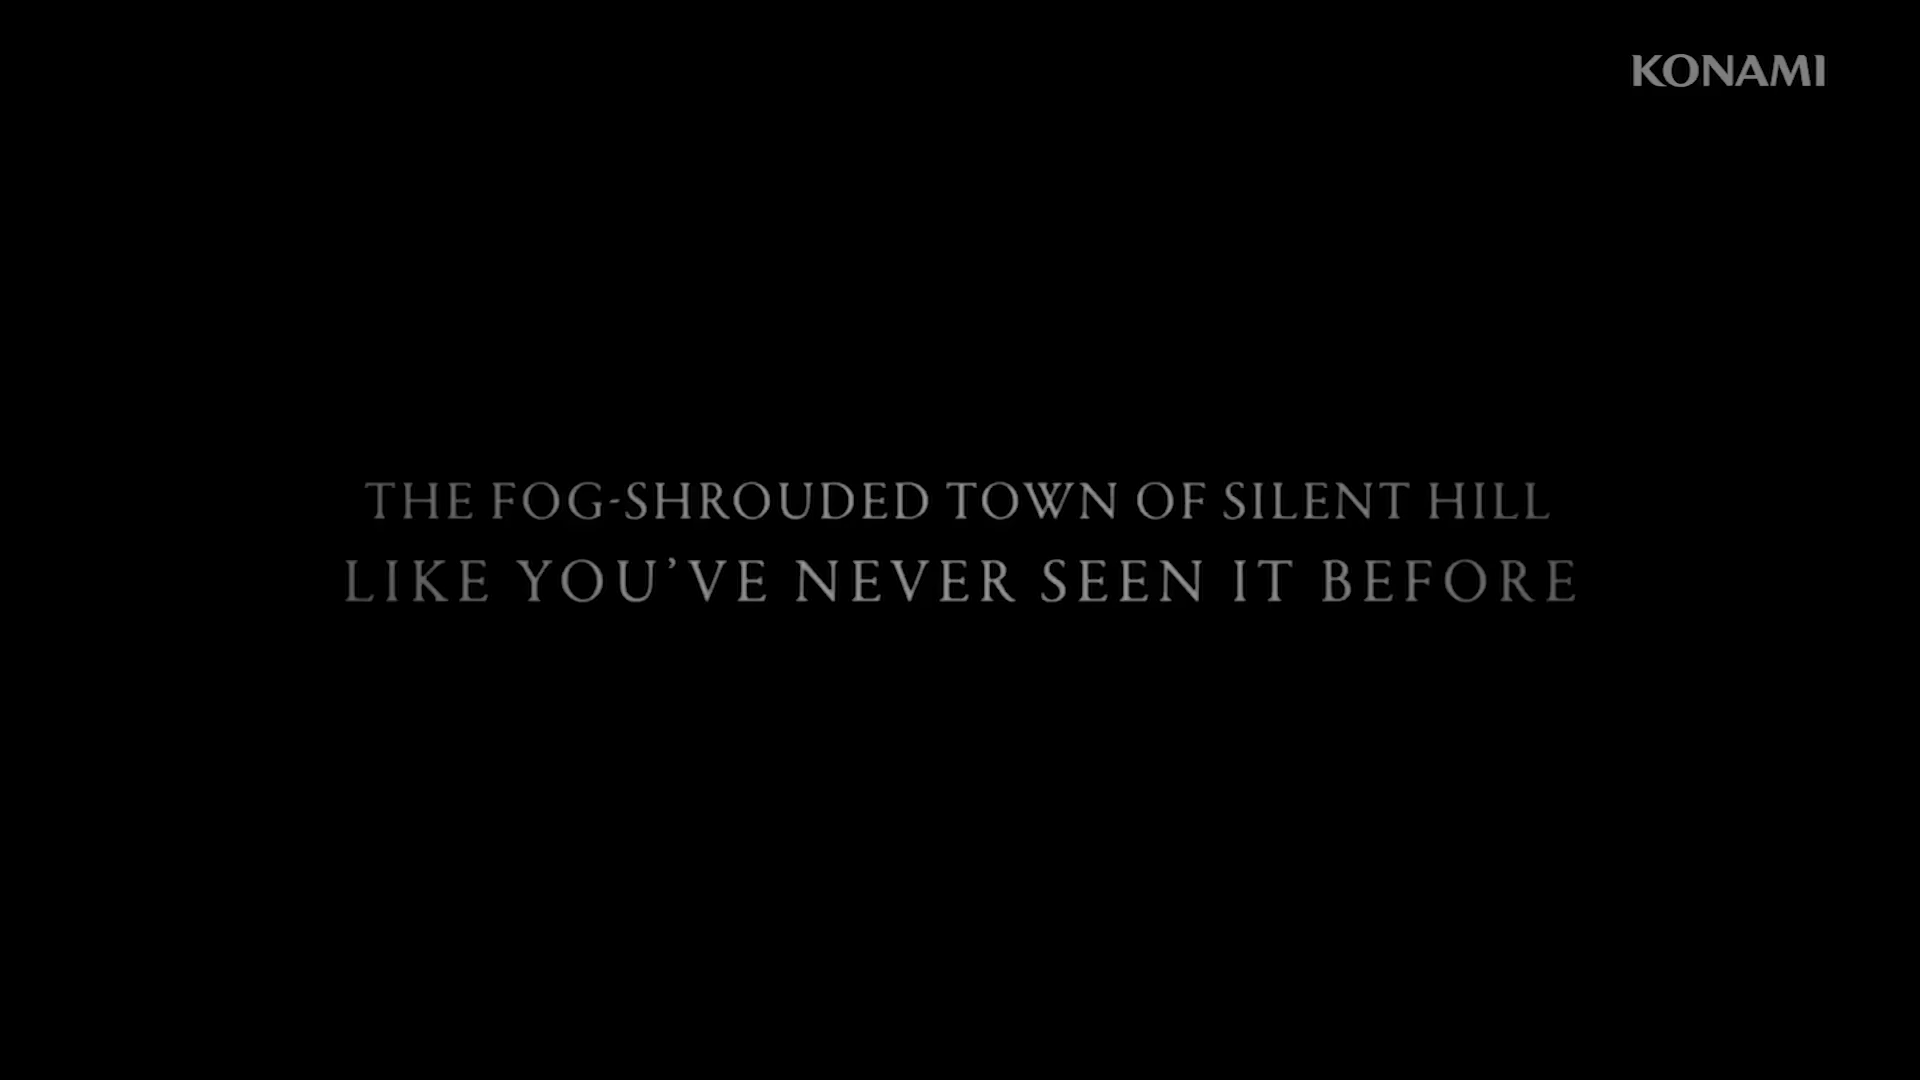 KONAMI
THE FOG-SHROUDED TOWN OF SILENT HILL
LIKE YOU’VE NEVER SEEN IT BEFORE